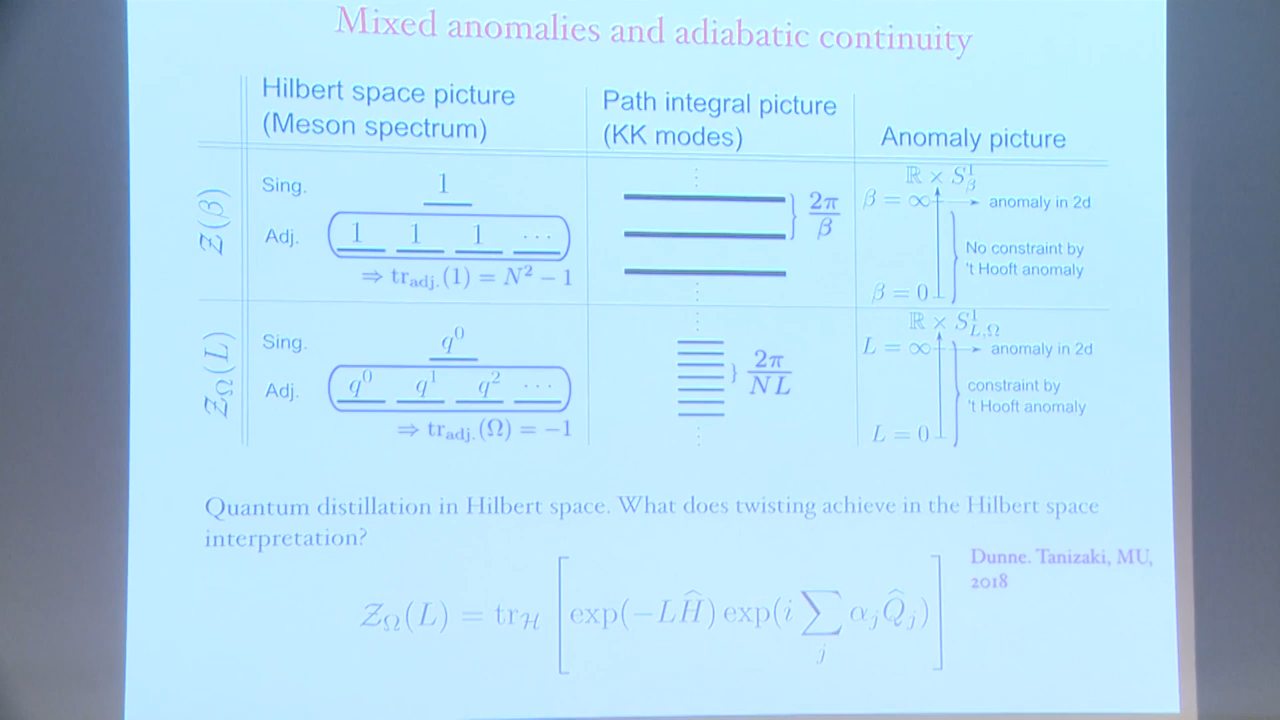 Mixed anomalies and adiabatic continuity
Hilbert space picture
(Meson spectrum)
Path integral picture
(KK modes)
Anomaly picture
Z(β)
Sing.
1
Adj.
1 1 1 ···
⇒ tr_adj.(1) = N² − 1
2π/β
ℝ × S¹_β
β = ∞
anomaly in 2d
No constraint by
't Hooft anomaly
β = 0
Z_Ω(L)
Sing.
q⁰
Adj.
q⁰ q¹ q² ···
⇒ tr_adj.(Ω) = −1
2π/NL
ℝ × S¹_L,Ω
L = ∞
anomaly in 2d
constraint by
't Hooft anomaly
L = 0
Quantum distillation in Hilbert space. What does twisting achieve in the Hilbert space
interpretation?
Dunne. Tanizaki, MU,
2018
Z_Ω(L) = tr_H [exp(−LĤ) exp(i ∑_j α_j Q̂_j)]